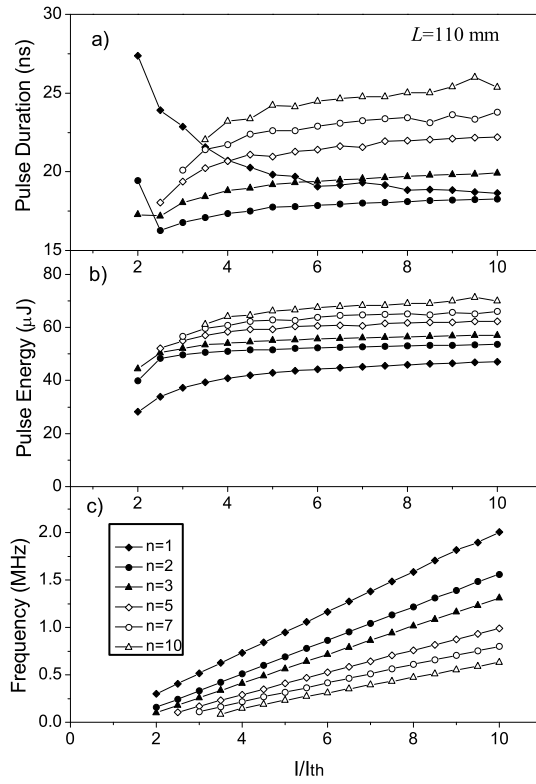 a)
L=110 mm
Pulse Duration (ns)
30
25
20
15
2 4 6 8 10
b)
Pulse Energy (μJ)
80
60
40
20
0
2 4 6 8 10
c)
Frequency (MHz)
2.0
1.5
1.0
0.5
0.0
n=1
n=2
n=3
n=5
n=7
n=10
0 2 4 6 8 10
I/Ith